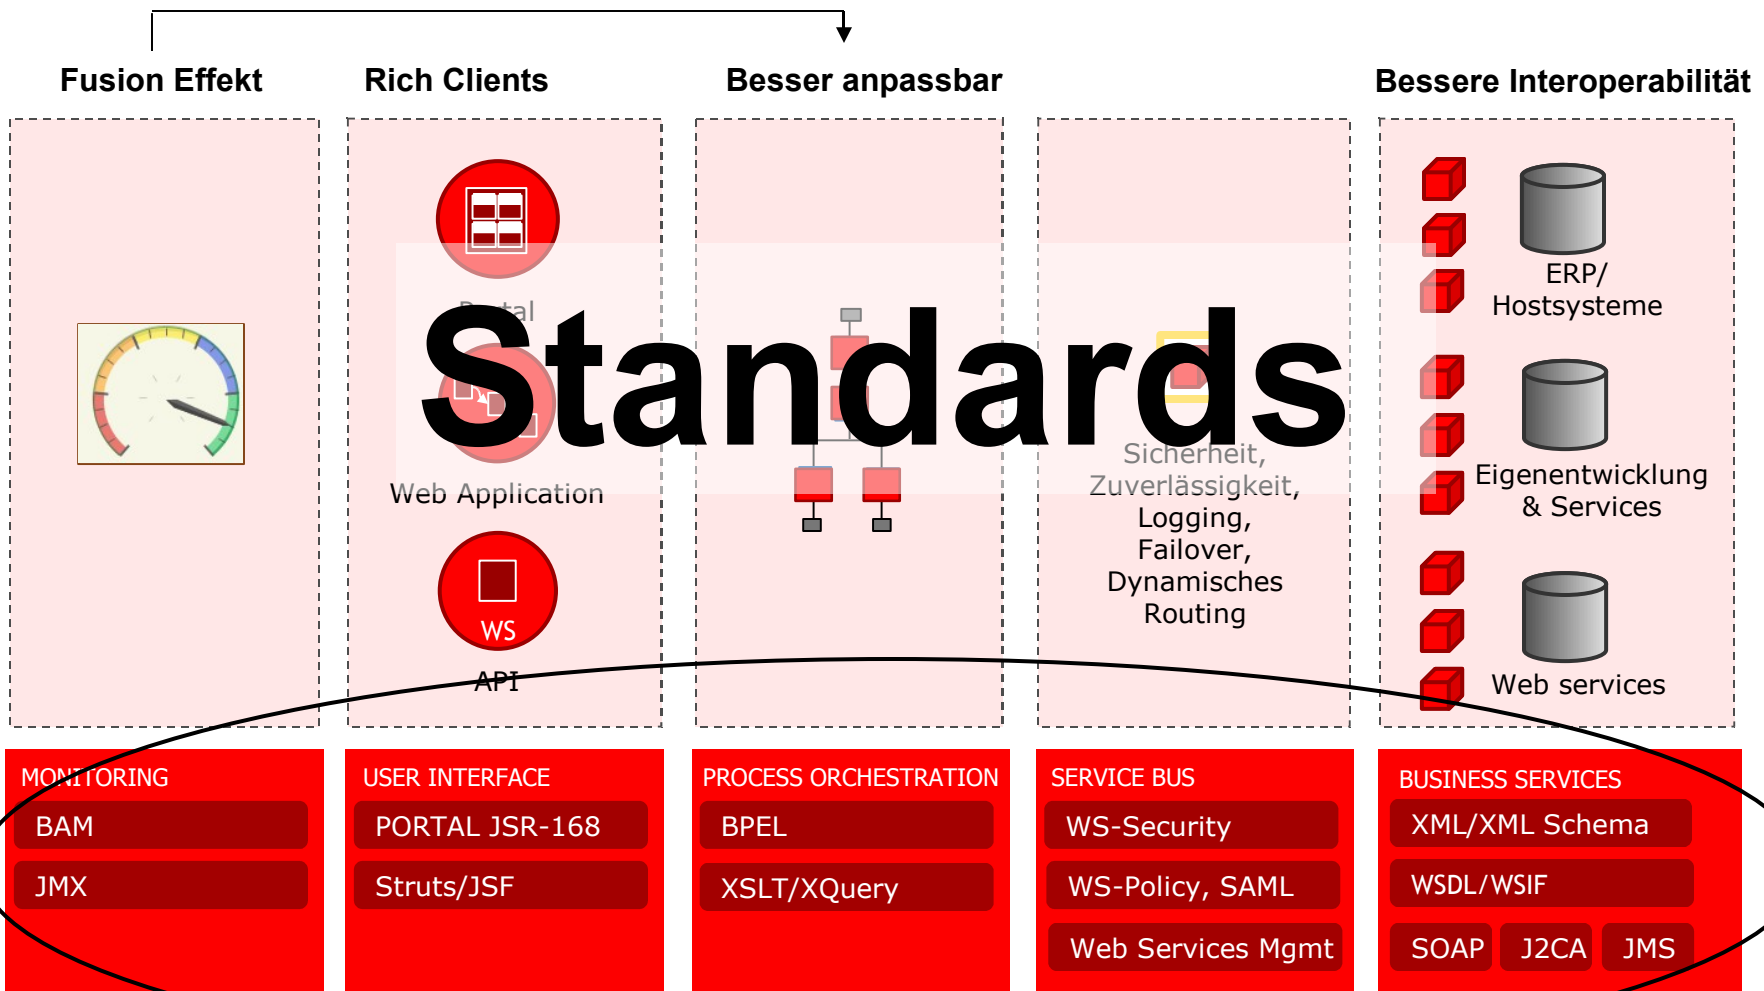 Fusion Effekt
Rich Clients
Besser anpassbar
Bessere Interoperabilität
Portal
Web Application
WS
API
Standards
Sicherheit,
Zuverlässigkeit,
Logging,
Failover,
Dynamisches
Routing
ERP/
Hostsysteme
Eigenentwicklung
& Services
Web services
MONITORING
BAM
JMX
USER INTERFACE
PORTAL JSR-168
Struts/JSF
PROCESS ORCHESTRATION
BPEL
XSLT/XQuery
SERVICE BUS
WS-Security
WS-Policy, SAML
Web Services Mgmt
BUSINESS SERVICES
XML/XML Schema
WSDL/WSIF
SOAP
J2CA
JMS